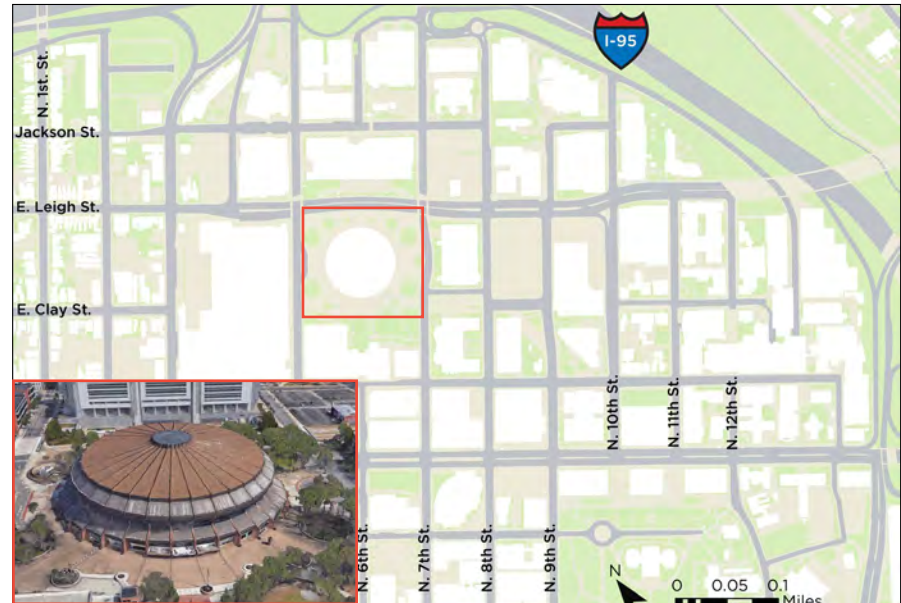 I-95
N. 1st. St.
Jackson St.
E. Leigh St.
E. Clay St.
N. 10th St.
N. 11th St.
N. 12th St.
N. 6th St.
N. 7th St.
N. 8th St.
N. 9th St.
N
0 0.05 0.1
Miles